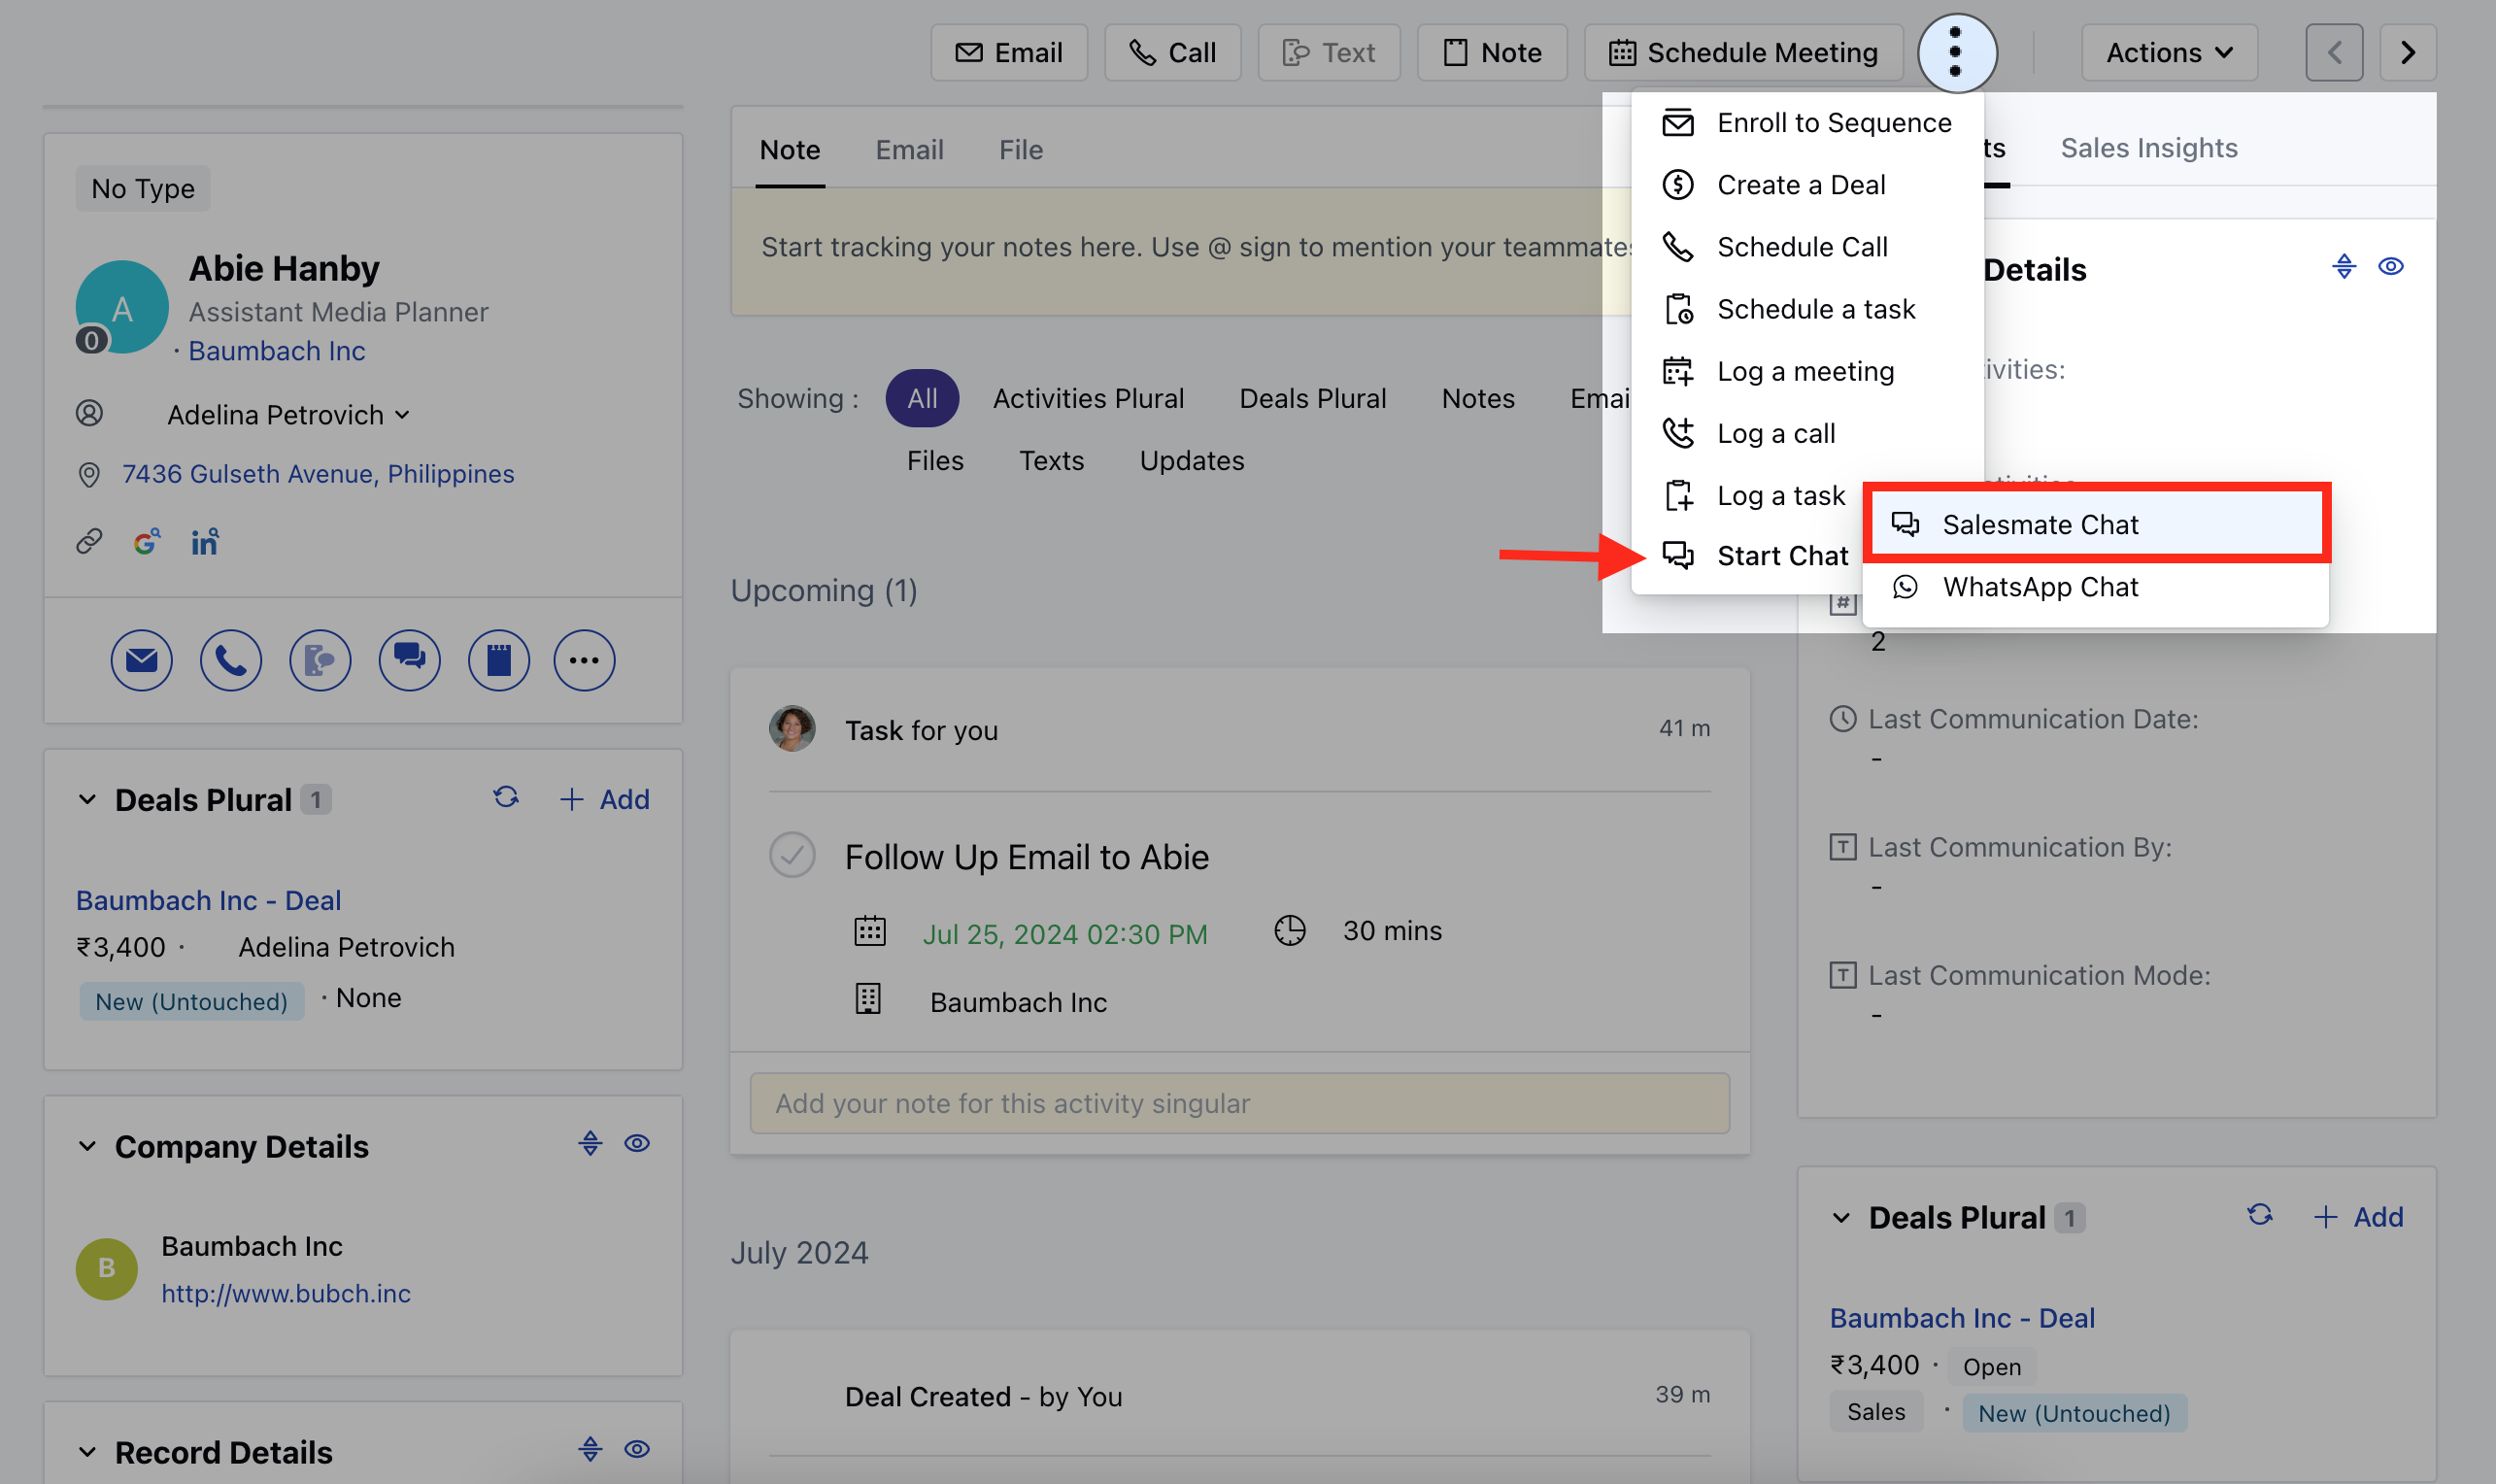 Email
Call
Text
Note
Schedule Meeting
Actions
No Type
A
0
Abie Hanby
Assistant Media Planner
· Baumbach Inc
Adelina Petrovich
7436 Gulseth Avenue, Philippines
Deals Plural 1
Add
Baumbach Inc - Deal
₹3,400 · Adelina Petrovich
New (Untouched) · None
Company Details
B
Baumbach Inc
http://www.bubch.inc
Record Details
Note Email File
Start tracking your notes here. Use @ sign to mention your teammates
Showing : All Activities Plural Deals Plural Notes Emai
Files Texts Updates
Upcoming (1)
Task for you
41 m
Follow Up Email to Abie
Jul 25, 2024 02:30 PM
30 mins
Baumbach Inc
Add your note for this activity singular
July 2024
Deal Created - by You
39 m
Enroll to Sequence
Create a Deal
Schedule Call
Schedule a task
Log a meeting
Log a call
Log a task
Start Chat
Salesmate Chat
WhatsApp Chat
ts
Sales Insights
Details
ivities:
2
Last Communication Date:
-
Last Communication By:
-
Last Communication Mode:
-
Deals Plural 1
Add
Baumbach Inc - Deal
₹3,400 · Open
Sales · New (Untouched)